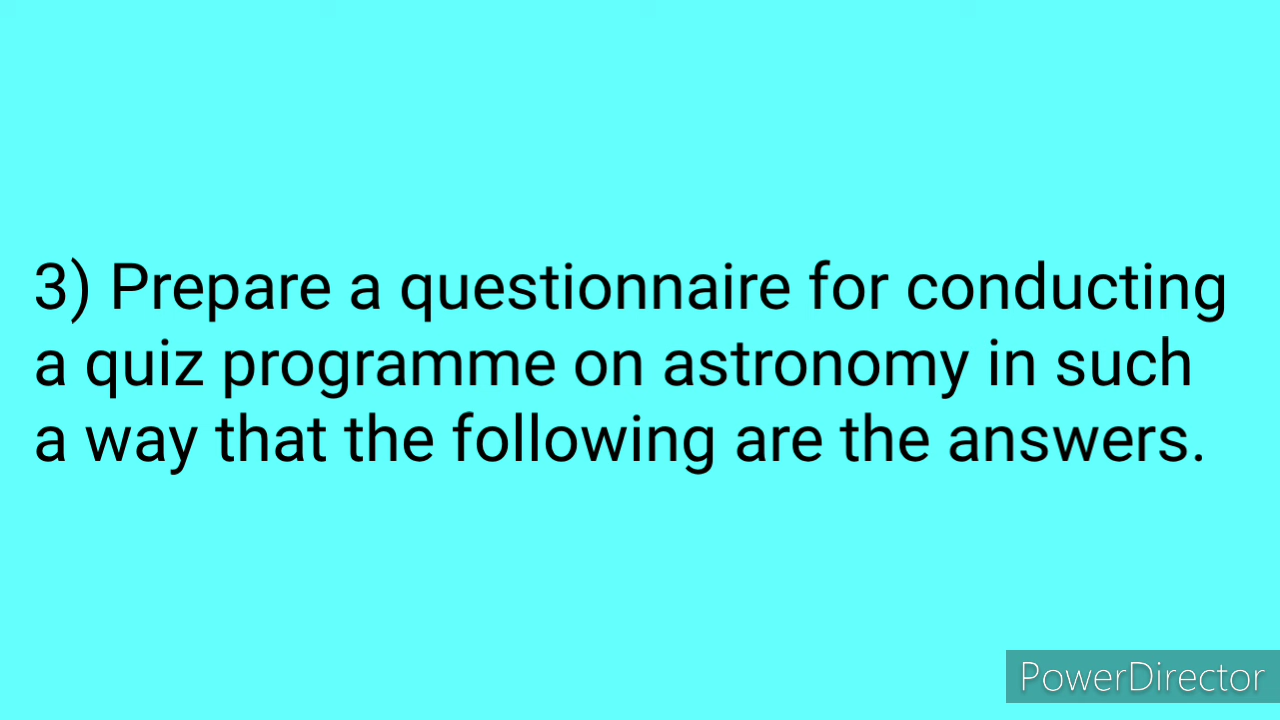 3) Prepare a questionnaire for conducting
a quiz programme on astronomy in such
a way that the following are the answers.
PowerDirector